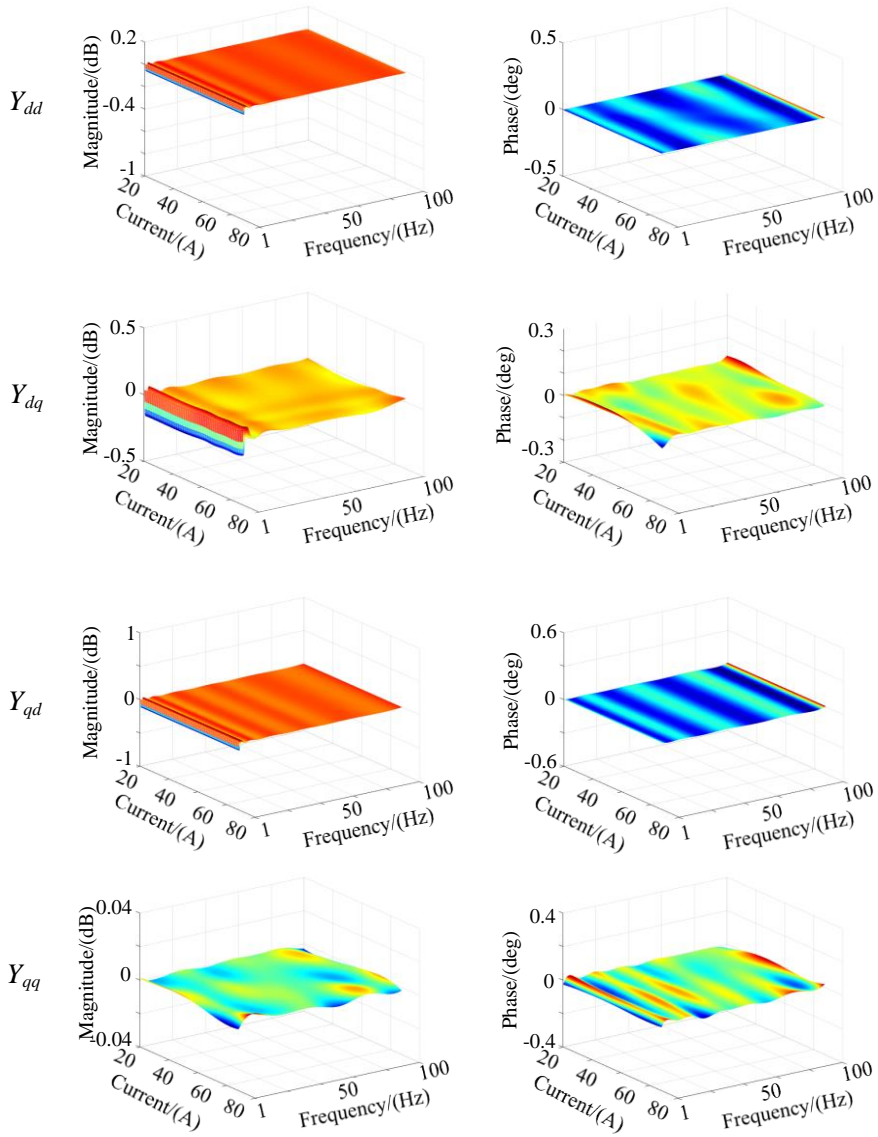 Y_dd
Magnitude/(dB)
0.2
-0.4
-1
20
40
60
80
Current/(A)
1
50
100
Frequency/(Hz)
Phase/(deg)
0.5
0
-0.5
20
40
60
80
Current/(A)
1
50
100
Frequency/(Hz)
Y_dq
Magnitude/(dB)
0.5
0
-0.5
20
40
60
80
Current/(A)
1
50
100
Frequency/(Hz)
Phase/(deg)
0.3
0
-0.3
20
40
60
80
Current/(A)
1
50
100
Frequency/(Hz)
Y_qd
Magnitude/(dB)
1
0
-1
20
40
60
80
Current/(A)
1
50
100
Frequency/(Hz)
Phase/(deg)
0.6
0
-0.6
20
40
60
80
Current/(A)
1
50
100
Frequency/(Hz)
Y_qq
Magnitude/(dB)
0.04
0
-0.04
20
40
60
80
Current/(A)
1
50
100
Frequency/(Hz)
Phase/(deg)
0.4
0
-0.4
20
40
60
80
Current/(A)
1
50
100
Frequency/(Hz)